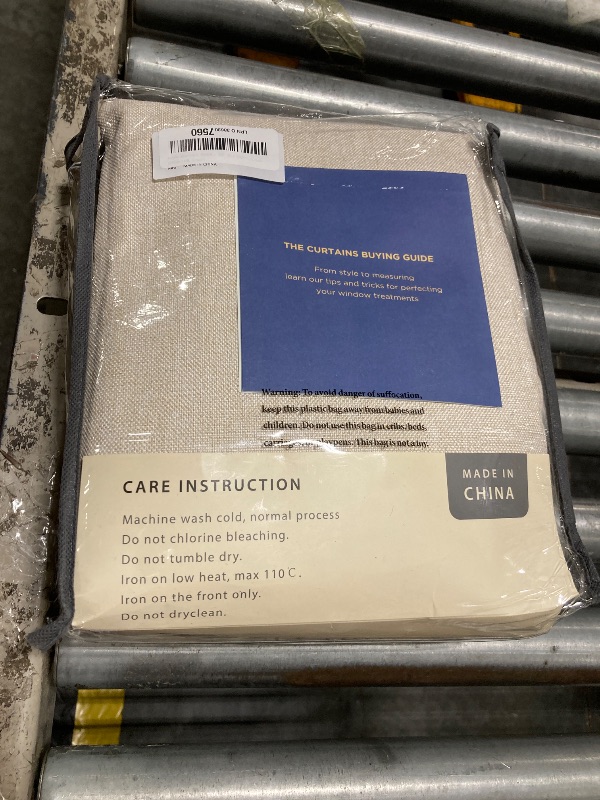 LPN
7560
THE CURTAINS BUYING GUIDE
From style to measuring
learn our tips and tricks for perfecting
your window treatments
Warning: To avoid danger of suffocation,
keep this plastic bag away from babies and
children. Do not use this bag in cribs, beds,
This bag is not a toy.
CARE INSTRUCTION
Machine wash cold, normal process
Do not chlorine bleaching.
Do not tumble dry.
Iron on low heat, max 110℃.
Iron on the front only.
Do not dryclean.
MADE IN
CHINA